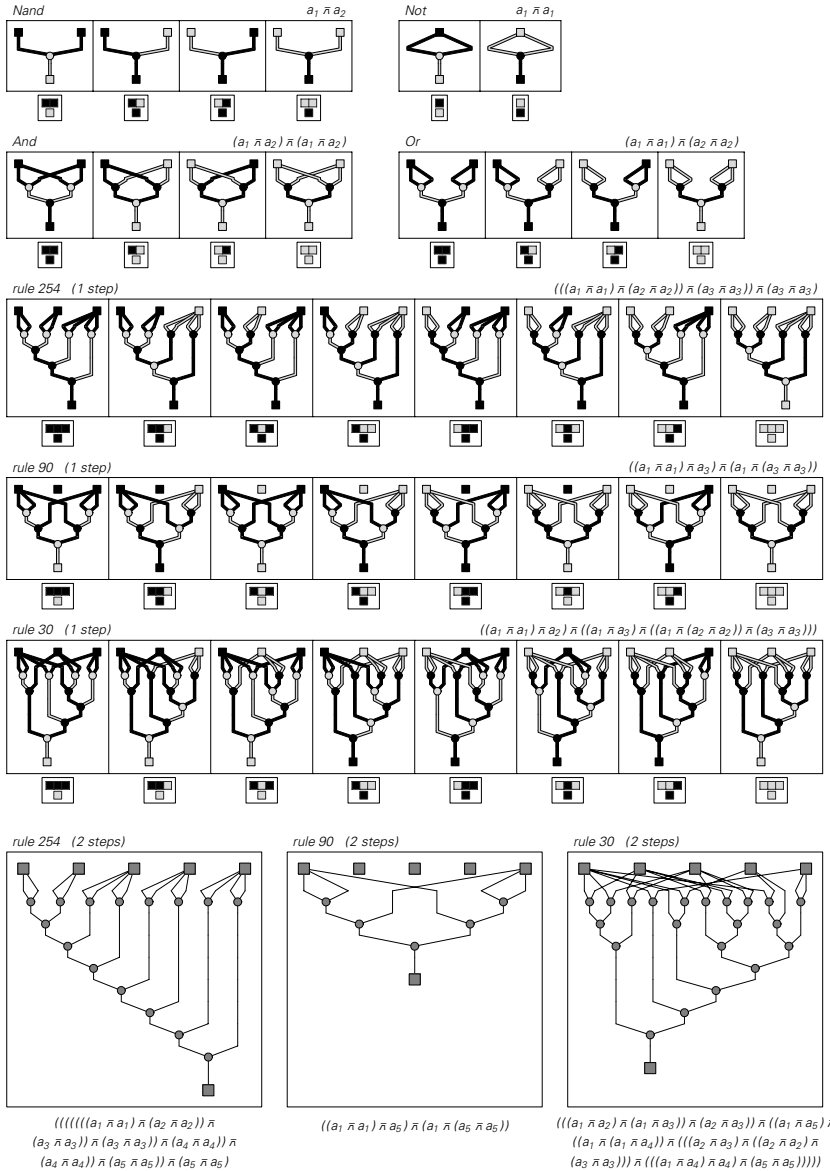 Nand a₁ ⊼ a₂
Not a₁ ⊼ a₁
And (a₁ ⊼ a₂) ⊼ (a₁ ⊼ a₂)
Or (a₁ ⊼ a₁) ⊼ (a₂ ⊼ a₂)
rule 254 (1 step) (((a₁ ⊼ a₁) ⊼ (a₂ ⊼ a₂)) ⊼ (a₃ ⊼ a₃)) ⊼ (a₃ ⊼ a₃)
rule 90 (1 step) ((a₁ ⊼ a₁) ⊼ a₃) ⊼ (a₁ ⊼ (a₃ ⊼ a₃))
rule 30 (1 step) ((a₁ ⊼ a₁) ⊼ a₂) ⊼ ((a₁ ⊼ a₃) ⊼ ((a₁ ⊼ (a₂ ⊼ a₂)) ⊼ (a₃ ⊼ a₃)))
rule 254 (2 steps)
(((((((a₁ ⊼ a₁) ⊼ (a₂ ⊼ a₂)) ⊼
(a₃ ⊼ a₃)) ⊼ (a₃ ⊼ a₃)) ⊼ (a₄ ⊼ a₄)) ⊼
(a₄ ⊼ a₄)) ⊼ (a₅ ⊼ a₅)) ⊼ (a₅ ⊼ a₅)
rule 90 (2 steps)
((a₁ ⊼ a₁) ⊼ a₅) ⊼ (a₁ ⊼ (a₅ ⊼ a₅))
rule 30 (2 steps)
(((a₁ ⊼ a₂) ⊼ (a₁ ⊼ a₃)) ⊼ (a₂ ⊼ a₃)) ⊼ ((a₁ ⊼ a₅) ⊼
((a₁ ⊼ (a₁ ⊼ a₄)) ⊼ (((a₂ ⊼ a₃) ⊼ ((a₂ ⊼ a₂) ⊼
(a₃ ⊼ a₃))) ⊼ (((a₁ ⊼ a₄) ⊼ a₄) ⊼ (a₅ ⊼ a₅)))))